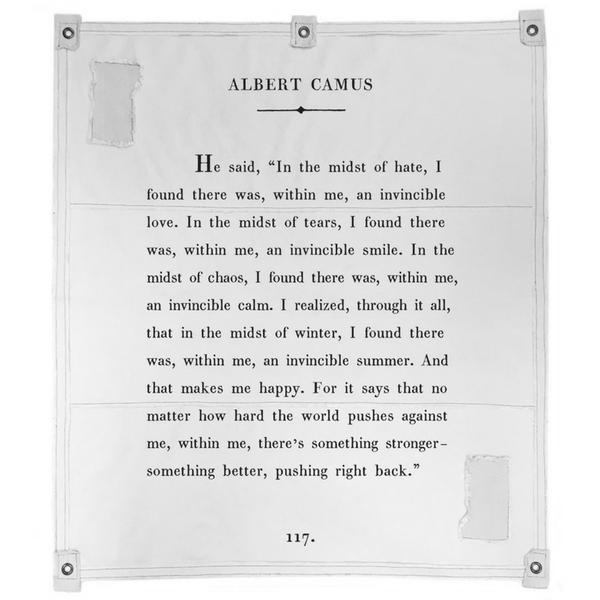 ALBERT CAMUS
He said, “In the midst of hate, I
found there was, within me, an invincible
love. In the midst of tears, I found there
was, within me, an invincible smile. In the
midst of chaos, I found there was, within me,
an invincible calm. I realized, through it all,
that in the midst of winter, I found there
was, within me, an invincible summer. And
that makes me happy. For it says that no
matter how hard the world pushes against
me, within me, there’s something stronger–
something better, pushing right back.”
117.